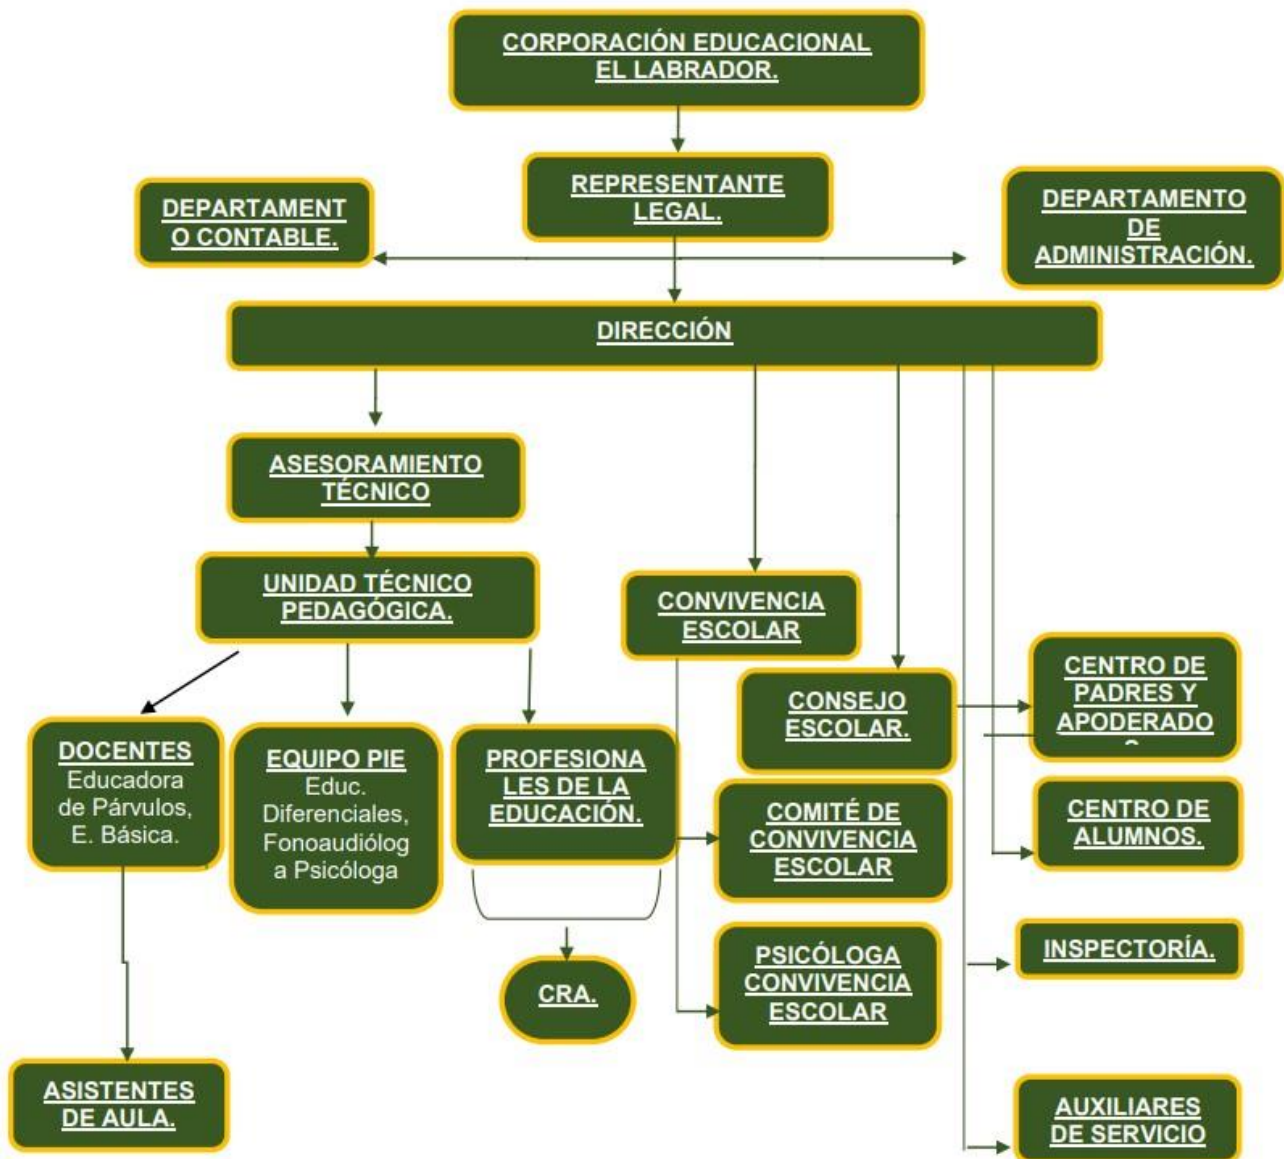 CORPORACIÓN EDUCACIONAL
EL LABRADOR.
REPRESENTANTE
LEGAL.
DEPARTAMENT
O CONTABLE.
DEPARTAMENTO
DE
ADMINISTRACIÓN.
DIRECCIÓN
ASESORAMIENTO
TÉCNICO
UNIDAD TÉCNICO
PEDAGÓGICA.
CONVIVENCIA
ESCOLAR
CONSEJO
ESCOLAR.
CENTRO DE
PADRES Y
APODERADO
DOCENTES
Educadora
de Párvulos,
E. Básica.
EQUIPO PIE
Educ.
Diferenciales,
Fonoaudiólog
a Psicóloga
PROFESIONA
LES DE LA
EDUCACIÓN.
COMITÉ DE
CONVIVENCIA
ESCOLAR
CENTRO DE
ALUMNOS.
CRA.
PSICÓLOGA
CONVIVENCIA
ESCOLAR
INSPECTORÍA.
ASISTENTES
DE AULA.
AUXILIARES
DE SERVICIO